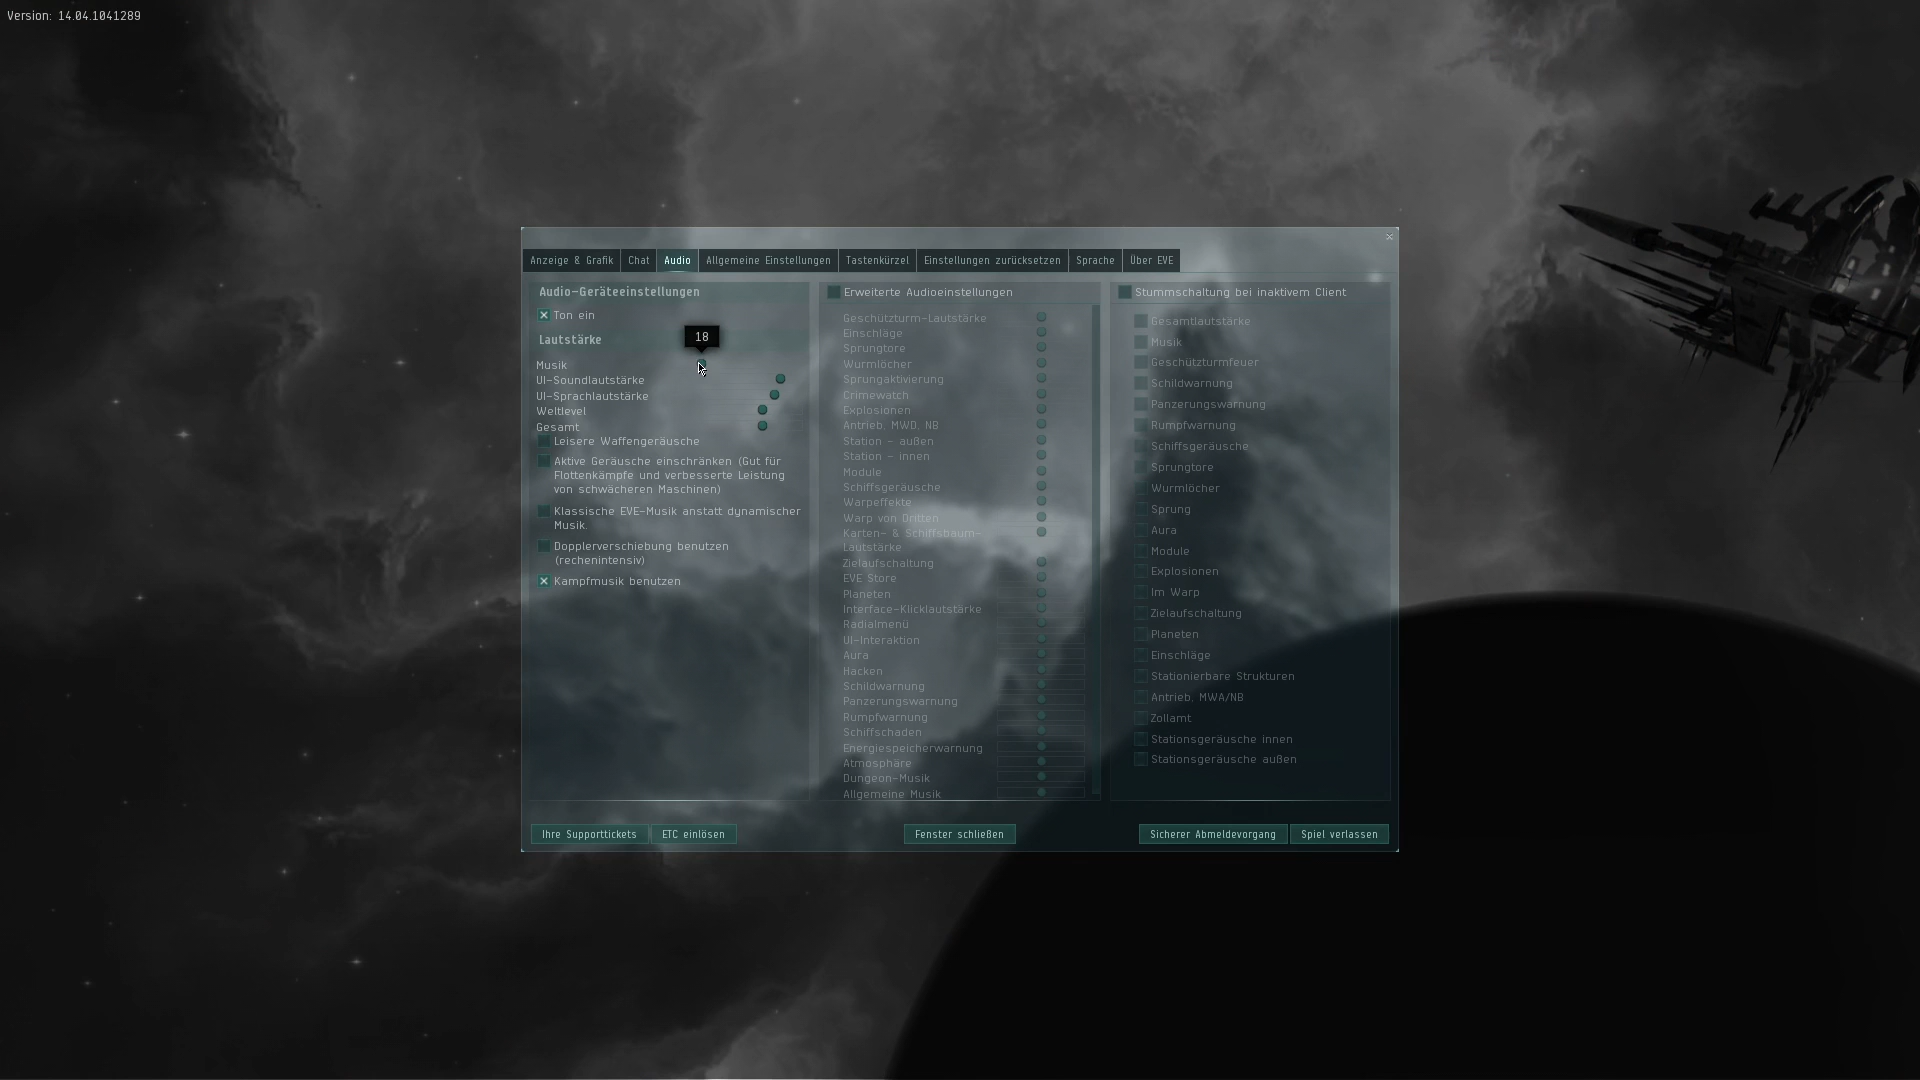 Version: 14.04.1041289
Anzeige & Grafik
Chat
Audio
Allgemeine Einstellungen
Tastenkürzel
Einstellungen zurücksetzen
Sprache
Über EVE
Audio-Geräteeinstellungen
Ton ein
Lautstärke
18
Musik
UI-Soundlautstärke
UI-Sprachlautstärke
Weltlevel
Gesamt
Leisere Waffengeräusche
Aktive Geräusche einschränken (Gut für
Flottenkämpfe und verbesserte Leistung
von schwächeren Maschinen)
Klassische EVE-Musik anstatt dynamischer
Musik.
Dopplerverschiebung benutzen
(rechenintensiv)
Kampfmusik benutzen
Erweiterte Audioeinstellungen
Geschützturm-Lautstärke
Einschläge
Sprungtore
Wurmlöcher
Sprungaktivierung
Crimewatch
Explosionen
Antrieb, MWD, NB
Station - außen
Station - innen
Module
Schiffsgeräusche
Warpeffekte
Warp von Dritten
Karten- & Schiffsbaum-
Lautstärke
Zielaufschaltung
EVE Store
Planeten
Interface-Klicklautstärke
Radialmenü
UI-Interaktion
Aura
Hacken
Schildwarnung
Panzerungswarnung
Rumpfwarnung
Schiffschaden
Energiespeicherwarnung
Atmosphäre
Dungeon-Musik
Allgemeine Musik
Stummschaltung bei inaktivem Client
Gesamtlautstärke
Musik
Geschützturmfeuer
Schildwarnung
Panzerungswarnung
Rumpfwarnung
Schiffsgeräusche
Sprungtore
Wurmlöcher
Sprung
Aura
Module
Explosionen
Im Warp
Zielaufschaltung
Planeten
Einschläge
Stationierbare Strukturen
Antrieb, MWA/NB
Zollamt
Stationsgeräusche innen
Stationsgeräusche außen
Ihre Supporttickets
ETC einlösen
Fenster schließen
Sicherer Abmeldevorgang
Spiel verlassen